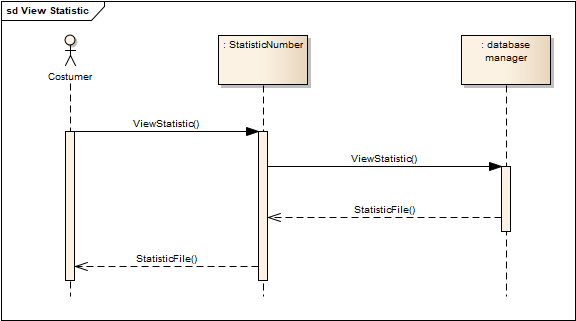 sd View Statistic
Costumer
: StatisticNumber
: database
manager
ViewStatistic()
ViewStatistic()
StatisticFile()
StatisticFile()